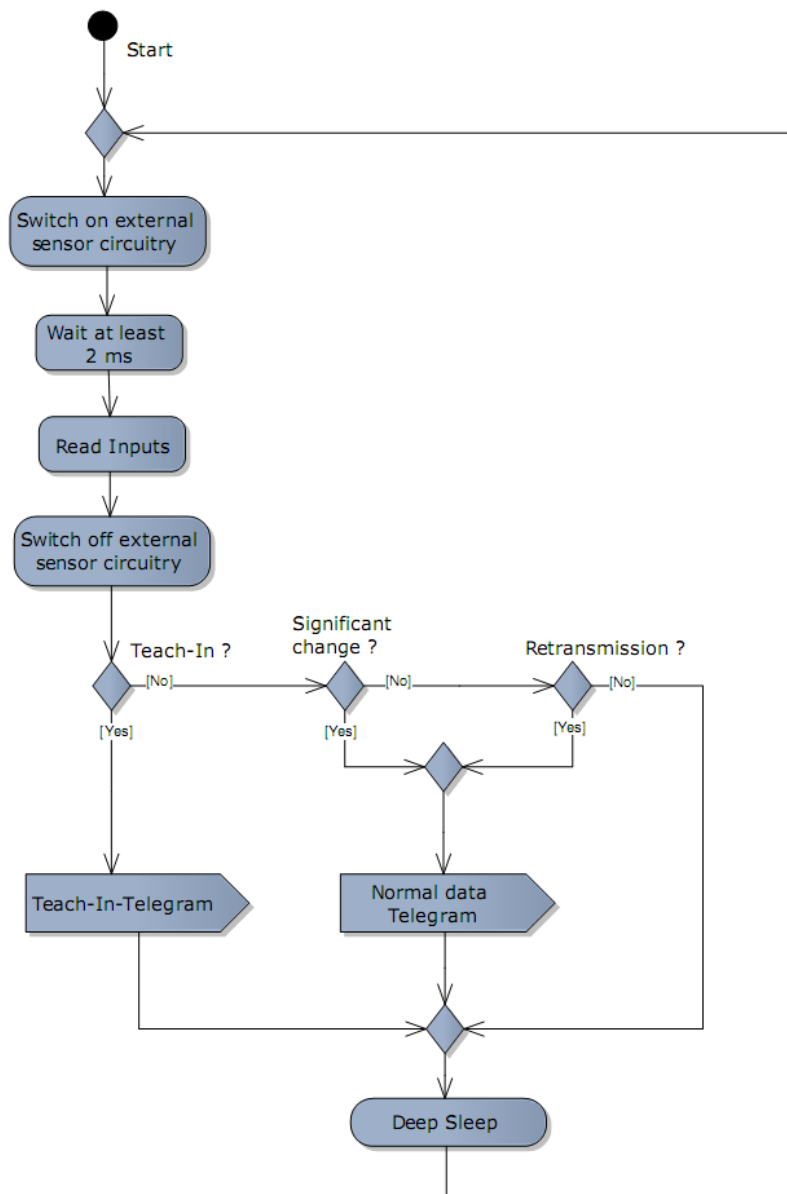 Start
Switch on external
sensor circuitry
Wait at least
2 ms
Read Inputs
Switch off external
sensor circuitry
Teach-In ?
Significant
change ?
Retransmission ?
[No]
[No]
[No]
[Yes]
[Yes]
[Yes]
Teach-In-Telegram
Normal data
Telegram
Deep Sleep